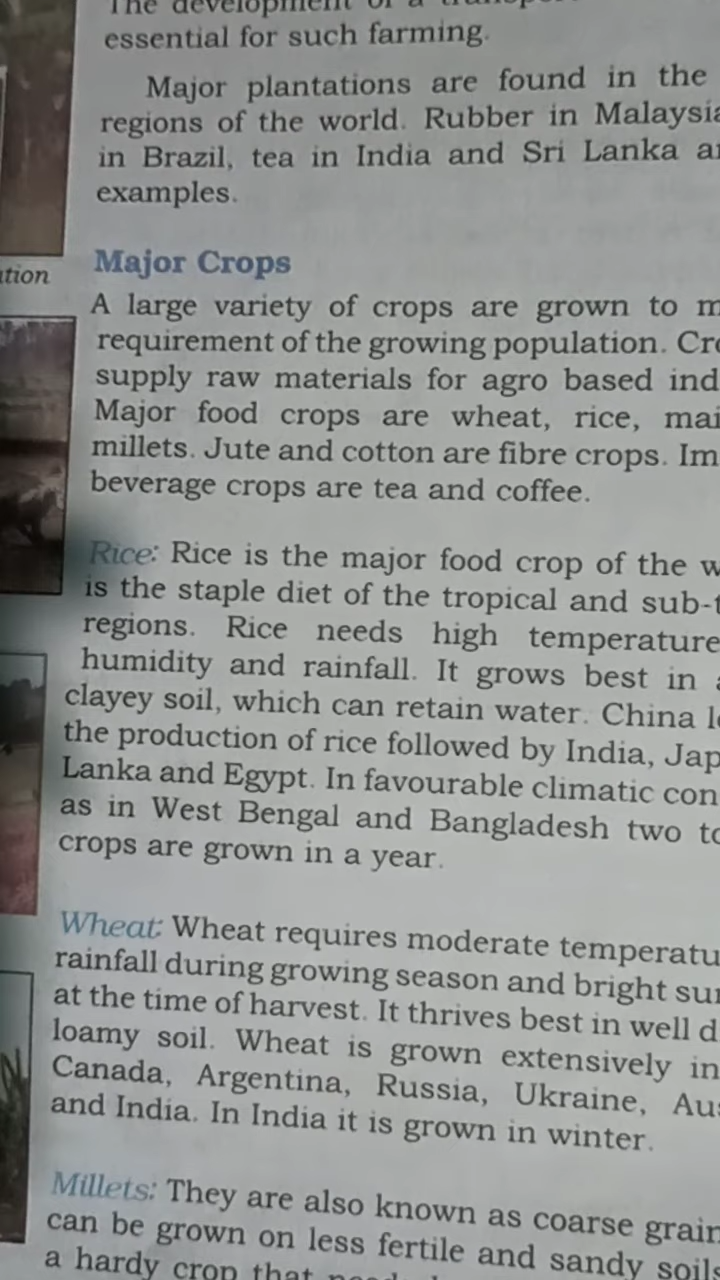 The development of a
essential for such farming.
Major plantations are found in the
regions of the world. Rubber in Malaysia
in Brazil, tea in India and Sri Lanka
examples.
ation
Major Crops
A large variety of crops are grown to
requirement of the growing population.
supply raw materials for agro based
Major food crops are wheat, rice,
millets. Jute and cotton are fibre crops.
beverage crops are tea and coffee.
Rice: Rice is the major food crop of the
is the staple diet of the tropical and sub-
regions. Rice needs high temperature
humidity and rainfall. It grows best in
clayey soil, which can retain water. China
the production of rice followed by India,
Lanka and Egypt. In favourable climatic
as in West Bengal and Bangladesh two
crops are grown in a year.
Wheat: Wheat requires moderate
rainfall during growing season and bright
at the time of harvest. It thrives best in well
loamy soil. Wheat is grown extensively in
Canada, Argentina, Russia, Ukraine,
and India. In India it is grown in winter.
Millets: They are also known as coarse
can be grown on less fertile and sandy soils
a hardy crop that